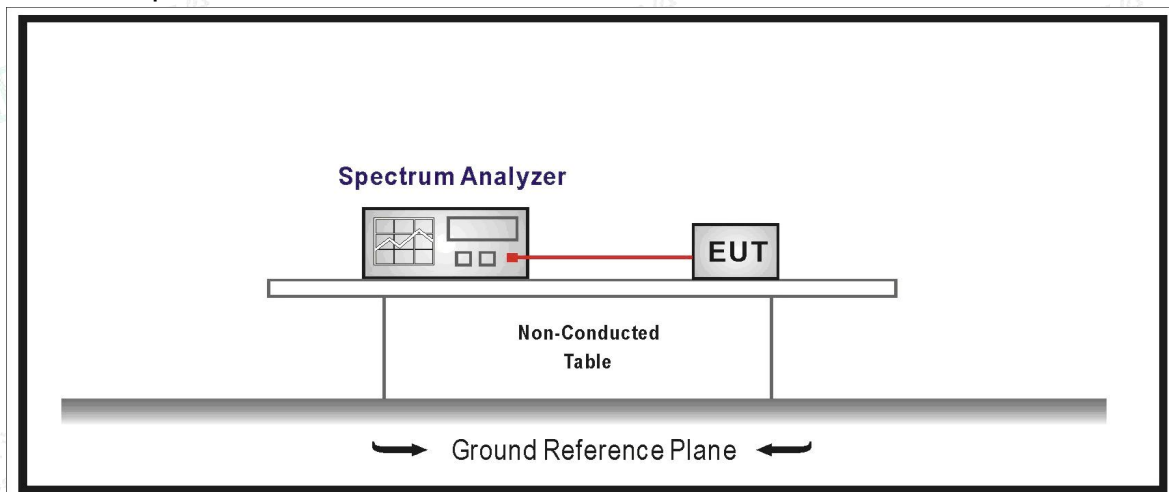 Spectrum Analyzer
EUT
Non-Conducted
Table
Ground Reference Plane